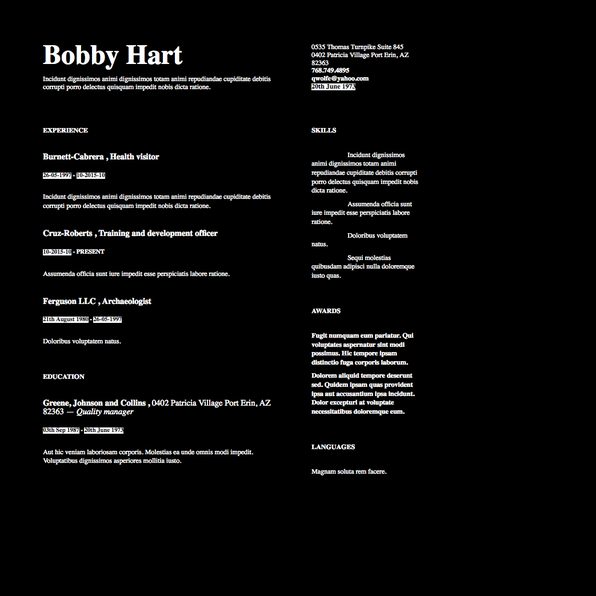 Bobby Hart
Incidunt dignissimos animi dignissimos totam animi repudiandae cupiditate debitis
corrupti porro delectus quisquam impedit nobis dicta ratione.
0535 Thomas Turnpike Suite 845
0402 Patricia Village Port Erin, AZ
82363
768.749.4895
qwolfe@yahoo.com
20th June 1973
EXPERIENCE
Burnett-Cabrera , Health visitor
26-05-1997 - 10-2015-10
Incidunt dignissimos animi dignissimos totam animi repudiandae cupiditate debitis
corrupti porro delectus quisquam impedit nobis dicta ratione.
Cruz-Roberts , Training and development officer
10-2015-10 - PRESENT
Assumenda officia sunt iure impedit esse perspiciatis labore ratione.
Ferguson LLC , Archaeologist
21th August 1980 - 26-05-1997
Doloribus voluptatem natus.
EDUCATION
Greene, Johnson and Collins , 0402 Patricia Village Port Erin, AZ
82363 — Quality manager
03th Sep 1987 - 20th June 1973
Aut hic veniam laboriosam corporis. Molestias ea unde omnis modi impedit.
Voluptatibus dignissimos asperiores mollitia iusto.
SKILLS
Incidunt dignissimos
animi dignissimos totam animi
repudiandae cupiditate debitis corrupti
porro delectus quisquam impedit nobis
dicta ratione.
Assumenda officia sunt
iure impedit esse perspiciatis labore
ratione.
Doloribus voluptatem
natus.
Sequi molestias
quibusdam adipisci nulla doloremque
iusto quas.
AWARDS
Fugit numquam eum pariatur. Qui
voluptates aspernatur sint modi
possimus. Hic tempore ipsam
distinctio fuga corporis laborum.
Dolorem aliquid tempore deserunt
sed. Quidem ipsam quas provident
ipsa aut accusantium ipsa incidunt.
Dolor excepturi at voluptate
necessitatibus doloremque eum.
LANGUAGES
Magnam soluta rem facere.